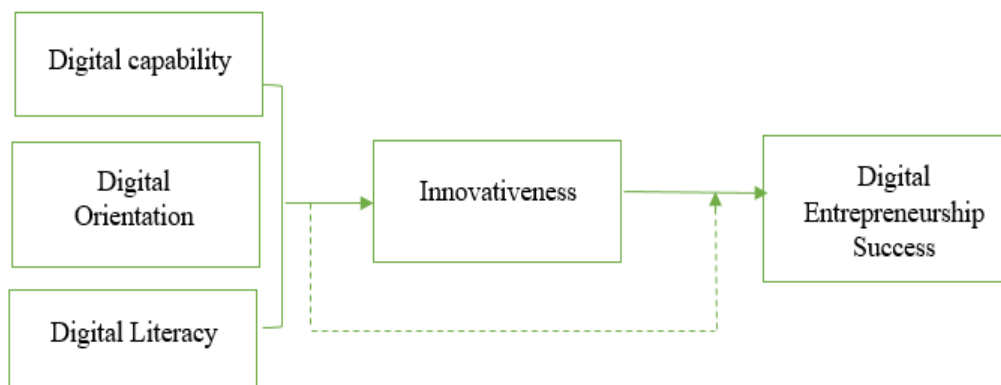 Digital capability
Digital
Orientation
Digital Literacy
Innovativeness
Digital
Entrepreneurship
Success